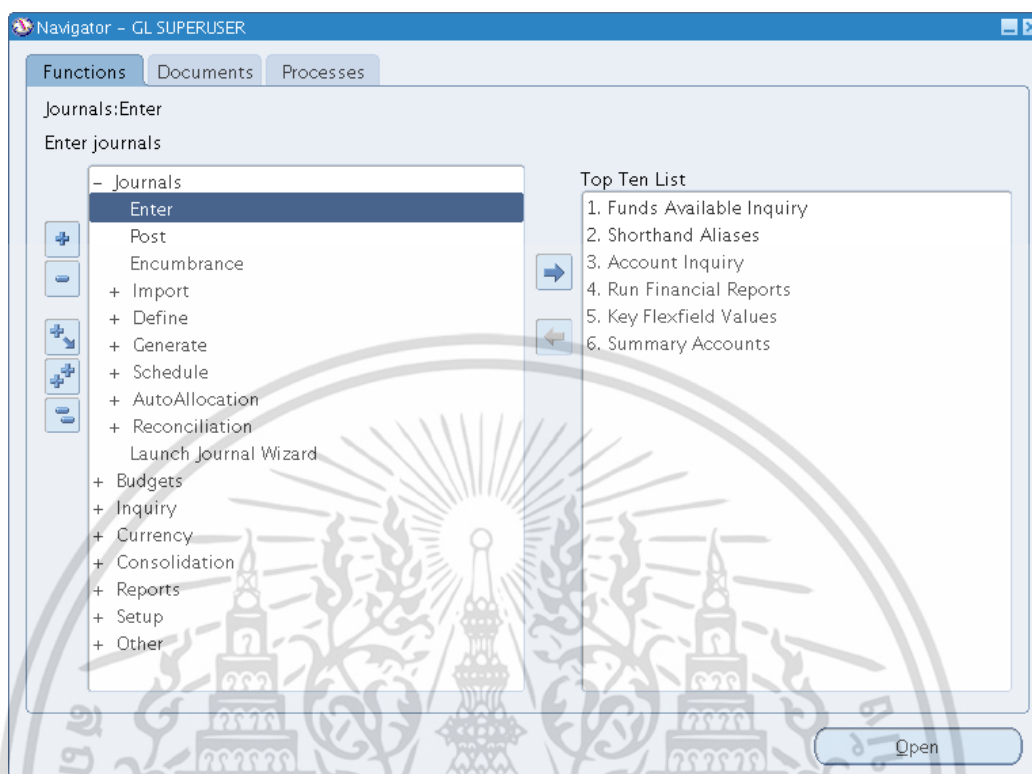 Navigator – GL SUPERUSER
Functions Documents Processes
Journals:Enter
Enter journals
– Journals
Enter
Post
Encumbrance
+ Import
+ Define
+ Generate
+ Schedule
+ AutoAllocation
+ Reconciliation
Launch Journal Wizard
+ Budgets
+ Inquiry
+ Currency
+ Consolidation
+ Reports
+ Setup
+ Other
Top Ten List
1. Funds Available Inquiry
2. Shorthand Aliases
3. Account Inquiry
4. Run Financial Reports
5. Key Flexfield Values
6. Summary Accounts
Open